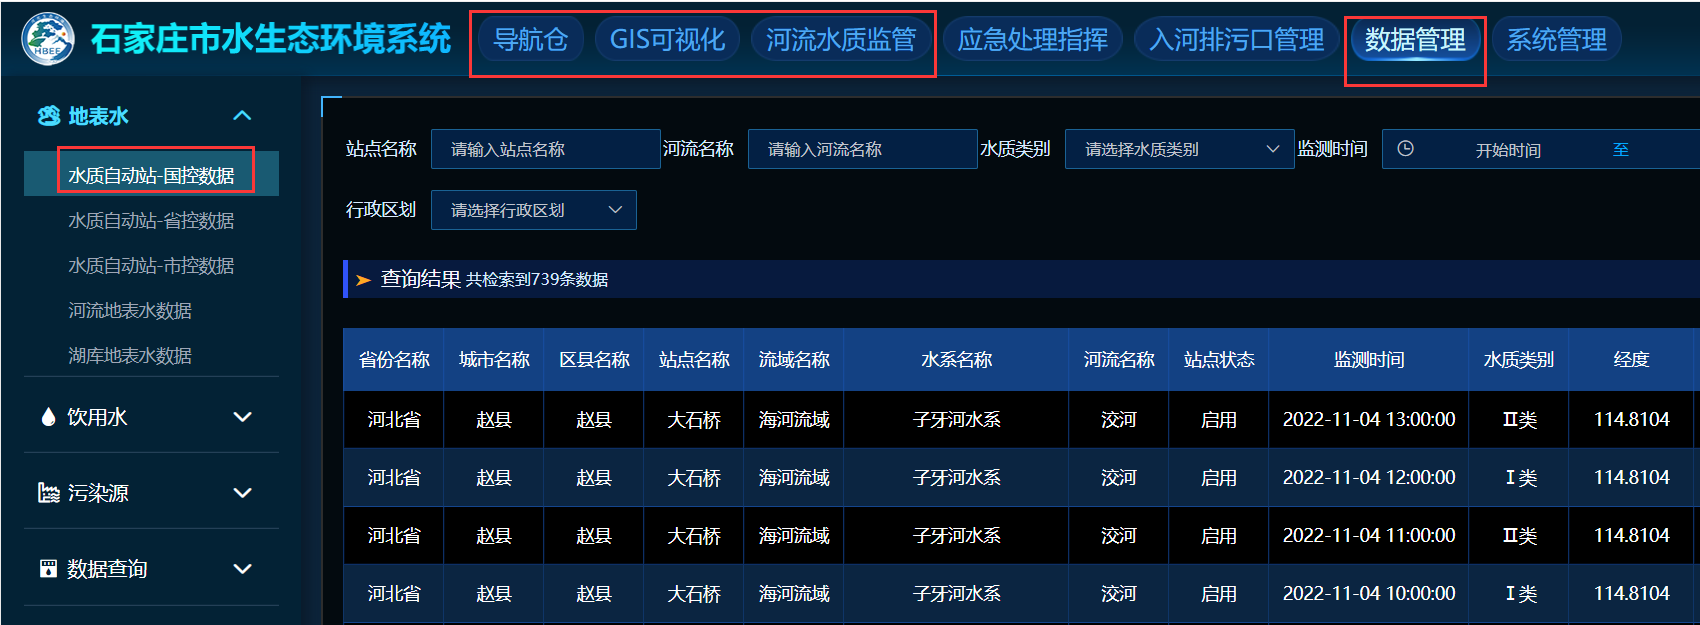 HBEE 石家庄市水生态环境系统 导航仓 GIS可视化 河流水质监管 应急处理指挥 入河排污口管理 数据管理 系统管理
地表水
水质自动站-国控数据
水质自动站-省控数据
水质自动站-市控数据
河流地表水数据
湖库地表水数据
饮用水
污染源
数据查询
站点名称 请输入站点名称 河流名称 请输入河流名称 水质类别 请选择水质类别 监测时间 开始时间 至
行政区划 请选择行政区划
查询结果 共检索到739条数据
省份名称 城市名称 区县名称 站点名称 流域名称 水系名称 河流名称 站点状态 监测时间 水质类别 经度
河北省 赵县 赵县 大石桥 海河流域 子牙河水系 洨河 启用 2022-11-04 13:00:00 Ⅱ类 114.8104
河北省 赵县 赵县 大石桥 海河流域 子牙河水系 洨河 启用 2022-11-04 12:00:00 Ⅰ类 114.8104
河北省 赵县 赵县 大石桥 海河流域 子牙河水系 洨河 启用 2022-11-04 11:00:00 Ⅱ类 114.8104
河北省 赵县 赵县 大石桥 海河流域 子牙河水系 洨河 启用 2022-11-04 10:00:00 Ⅰ类 114.8104